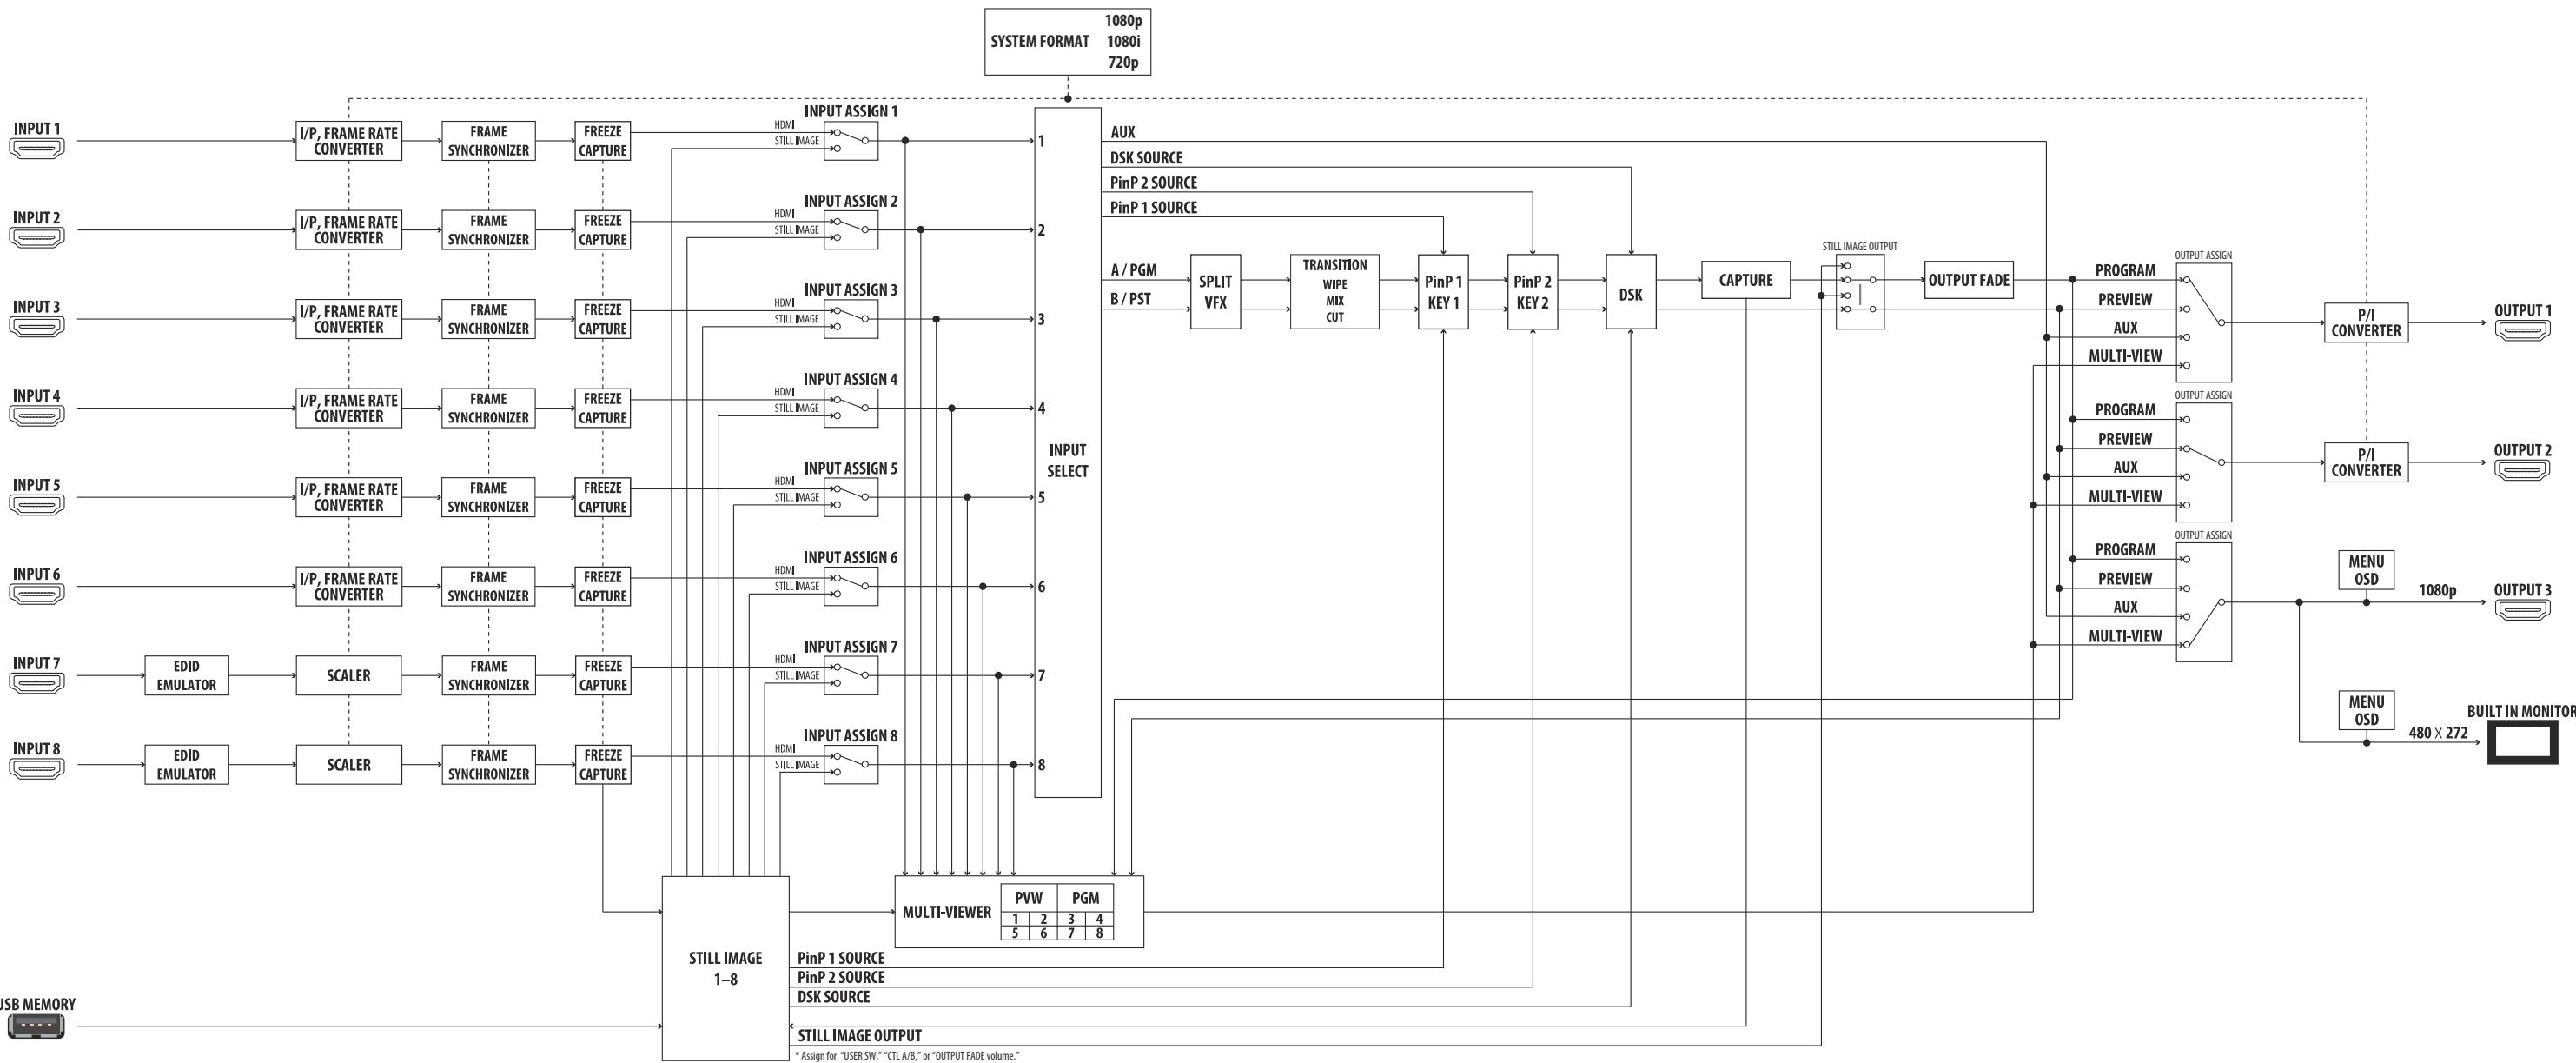 SYSTEM FORMAT
1080p
1080i
720p
INPUT 1
I/P, FRAME RATE
CONVERTER
FRAME
SYNCHRONIZER
FREEZE
CAPTURE
INPUT ASSIGN 1
HDMI
STILL IMAGE
1
INPUT 2
I/P, FRAME RATE
CONVERTER
FRAME
SYNCHRONIZER
FREEZE
CAPTURE
INPUT ASSIGN 2
HDMI
STILL IMAGE
2
INPUT 3
I/P, FRAME RATE
CONVERTER
FRAME
SYNCHRONIZER
FREEZE
CAPTURE
INPUT ASSIGN 3
HDMI
STILL IMAGE
3
INPUT 4
I/P, FRAME RATE
CONVERTER
FRAME
SYNCHRONIZER
FREEZE
CAPTURE
INPUT ASSIGN 4
HDMI
STILL IMAGE
4
INPUT
SELECT
INPUT 5
I/P, FRAME RATE
CONVERTER
FRAME
SYNCHRONIZER
FREEZE
CAPTURE
INPUT ASSIGN 5
HDMI
STILL IMAGE
5
INPUT 6
I/P, FRAME RATE
CONVERTER
FRAME
SYNCHRONIZER
FREEZE
CAPTURE
INPUT ASSIGN 6
HDMI
STILL IMAGE
6
INPUT 7
EDID
EMULATOR
SCALER
FRAME
SYNCHRONIZER
FREEZE
CAPTURE
INPUT ASSIGN 7
HDMI
STILL IMAGE
7
INPUT 8
EDID
EMULATOR
SCALER
FRAME
SYNCHRONIZER
FREEZE
CAPTURE
INPUT ASSIGN 8
HDMI
STILL IMAGE
8
AUX
DSK SOURCE
PinP 2 SOURCE
PinP 1 SOURCE
A / PGM
B / PST
SPLIT
VFX
TRANSITION
WIPE
MIX
CUT
PinP 1
KEY 1
PinP 2
KEY 2
DSK
CAPTURE
STILL IMAGE OUTPUT
OUTPUT FADE
OUTPUT ASSIGN
PROGRAM
PREVIEW
AUX
MULTI-VIEW
P/I
CONVERTER
OUTPUT 1
OUTPUT ASSIGN
PROGRAM
PREVIEW
AUX
MULTI-VIEW
P/I
CONVERTER
OUTPUT 2
OUTPUT ASSIGN
PROGRAM
PREVIEW
AUX
MULTI-VIEW
MENU
OSD
1080p
OUTPUT 3
MENU
OSD
480 X 272
BUILT IN MONITOR
MULTI-VIEWER
PVW PGM
1 2 3 4
5 6 7 8
STILL IMAGE
1–8
PinP 1 SOURCE
PinP 2 SOURCE
DSK SOURCE
STILL IMAGE OUTPUT
* Assign for "USER SW," "CTL A/B," or "OUTPUT FADE volume."
USB MEMORY